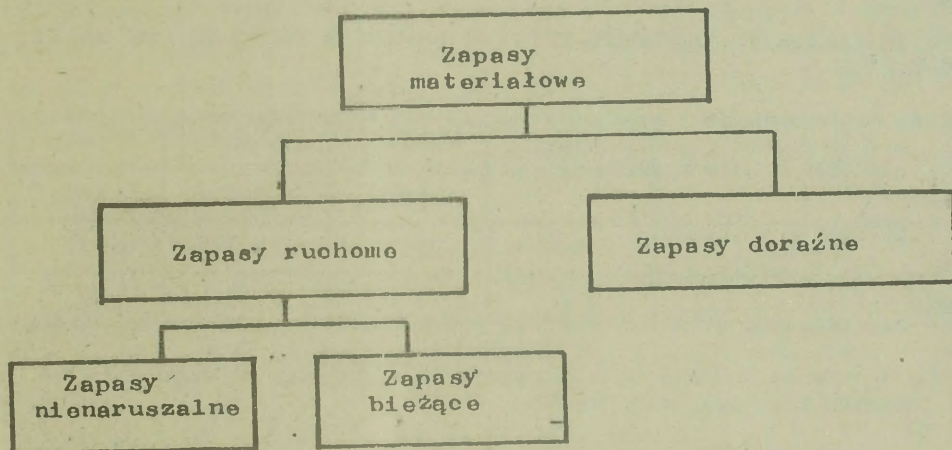 Zapasy
materiałowe
Zapasy ruchome
Zapasy doraźne
Zapasy
nienaruszalne
Zapasy
bieżące